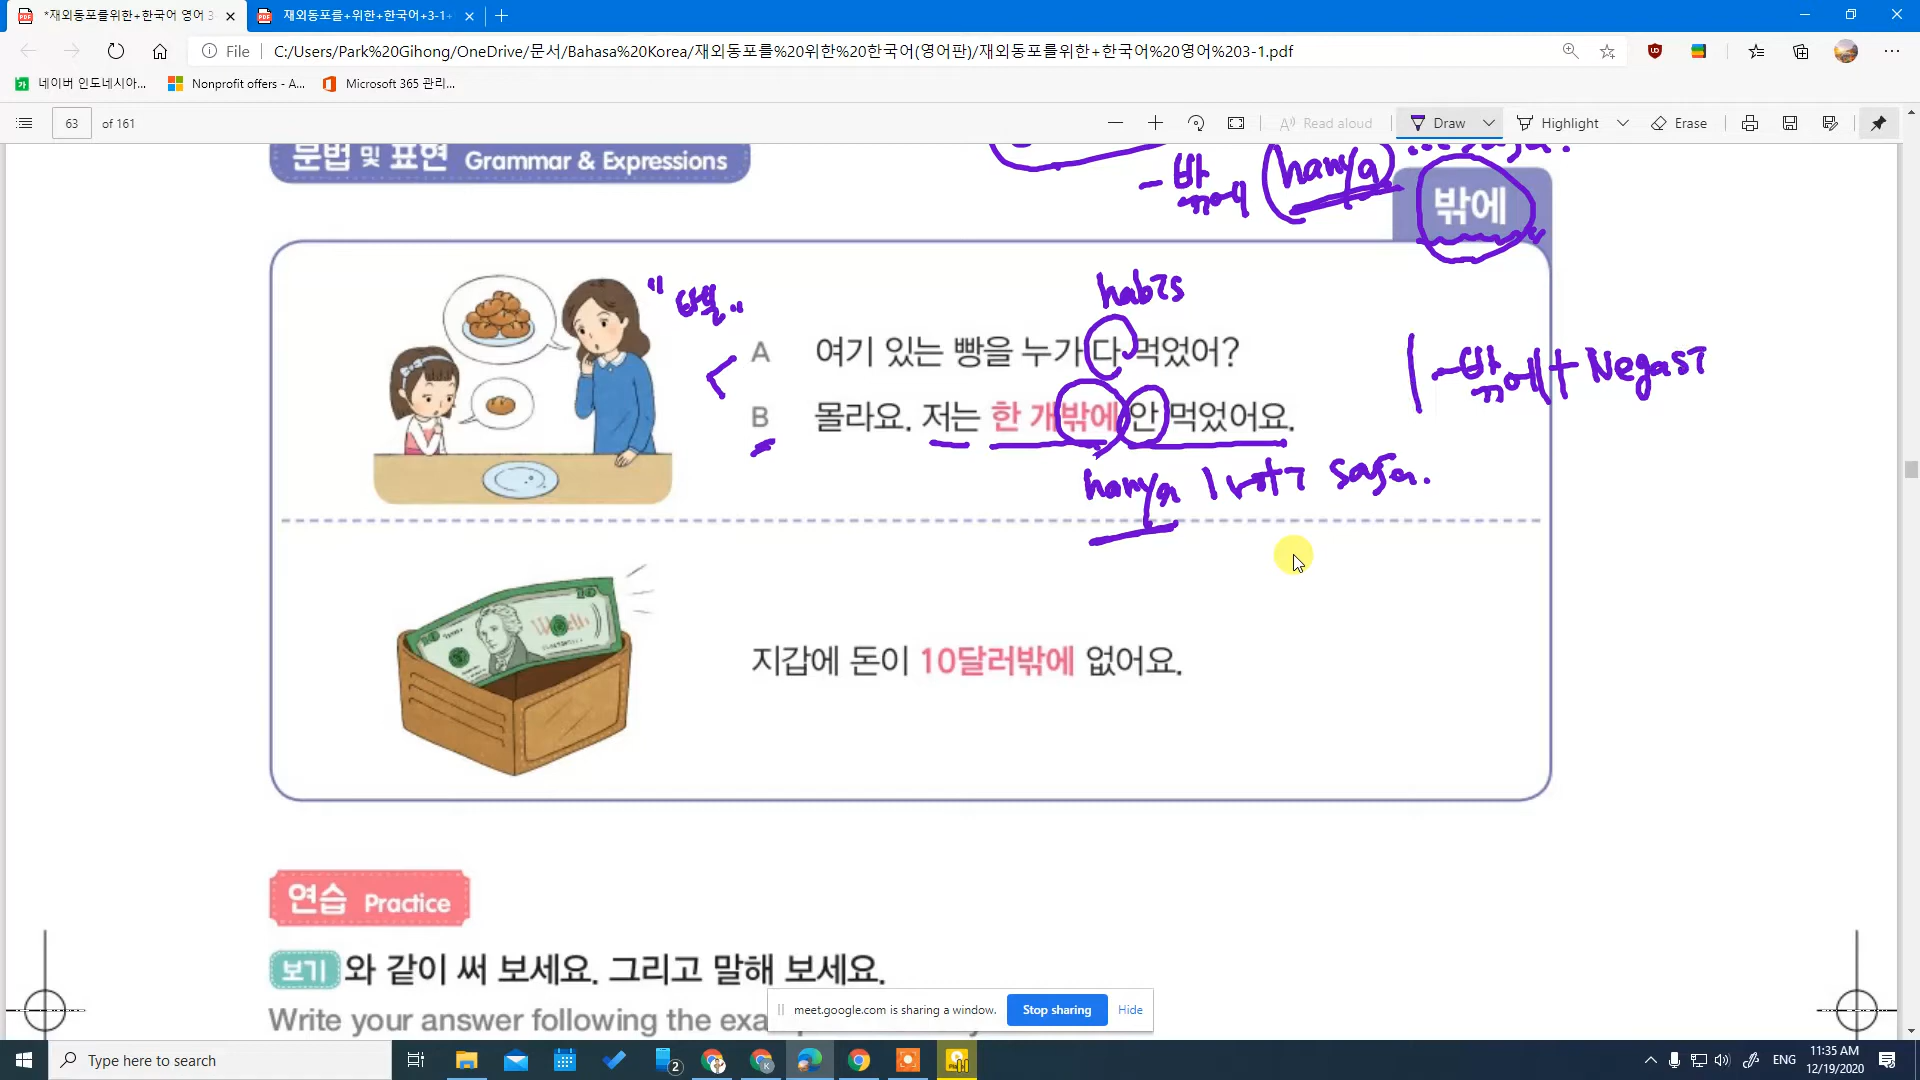 *재외동포를위한+한국어 영어 3
재외동포를+위한+한국어+3-1+
File
C:/Users/Park%20Gihong/OneDrive/문서/Bahasa%20Korea/재외동포를%20위한%20한국어(영어판)/재외동포를위한+한국어%20영어%203-1.pdf
네이버 인도네시아... Nonprofit offers - A... Microsoft 365 관리...
63 of 161 Read aloud Draw Highlight Erase
문법 및 표현 Grammar & Expressions
- 밖에 hanya
밖에
habis
A 여기 있는 빵을 누가 다 먹었어?
-밖에 + Negasi
B 몰라요. 저는 한 개밖에 안 먹었어요.
hanya 1 roti saja.
지갑에 돈이 10달러밖에 없어요.
연습 Practice
보기 와 같이 써 보세요. 그리고 말해 보세요.
Write your answer following the exa
meet.google.com is sharing a window. Stop sharing Hide
Type here to search
2
ENG
11:35 AM
12/19/2020